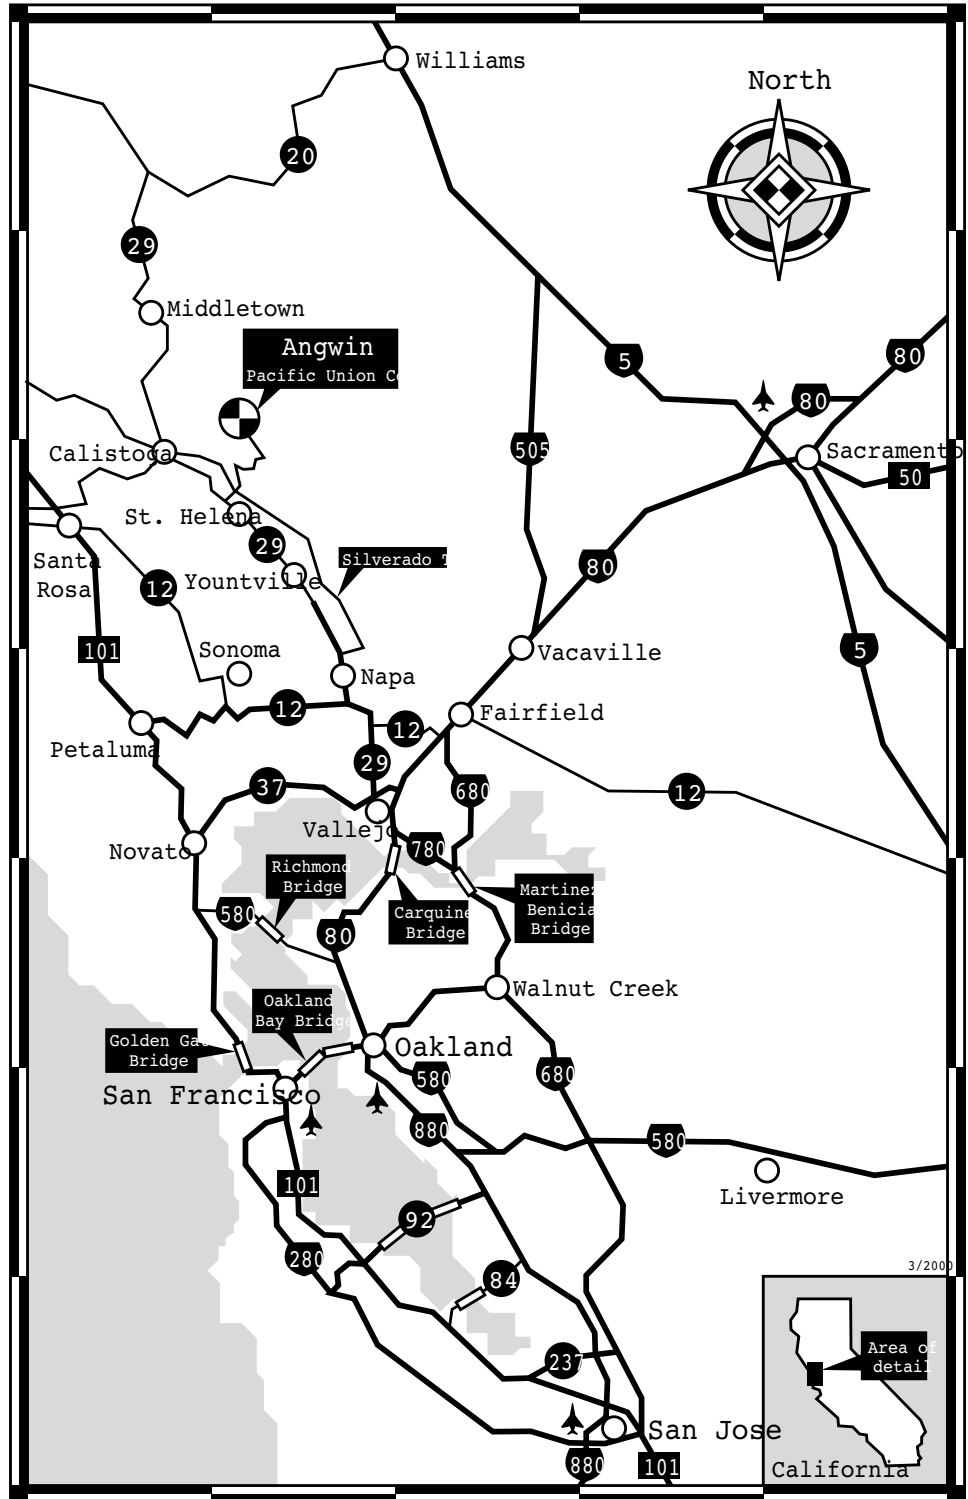 Williams
North
20
29
Middletown
Angwin
Pacific Union Co
5
80
80
Calistoga
505
Sacramento
50
St. Helena
29
Silverado T
Santa
Rosa
12
Yountville
80
101
Sonoma
Vacaville
5
Napa
12
Fairfield
12
Petaluma
29
37
680
12
Vallejo
Novato
780
Richmond
Bridge
Martinez
Benicia
Bridge
580
Carquine
Bridge
80
Walnut Creek
Oakland
Bay Bridge
Golden Ga
Bridge
Oakland
580
680
San Francisco
880
580
101
Livermore
92
280
84
3/2000
237
Area of
detail
San Jose
880
101
California